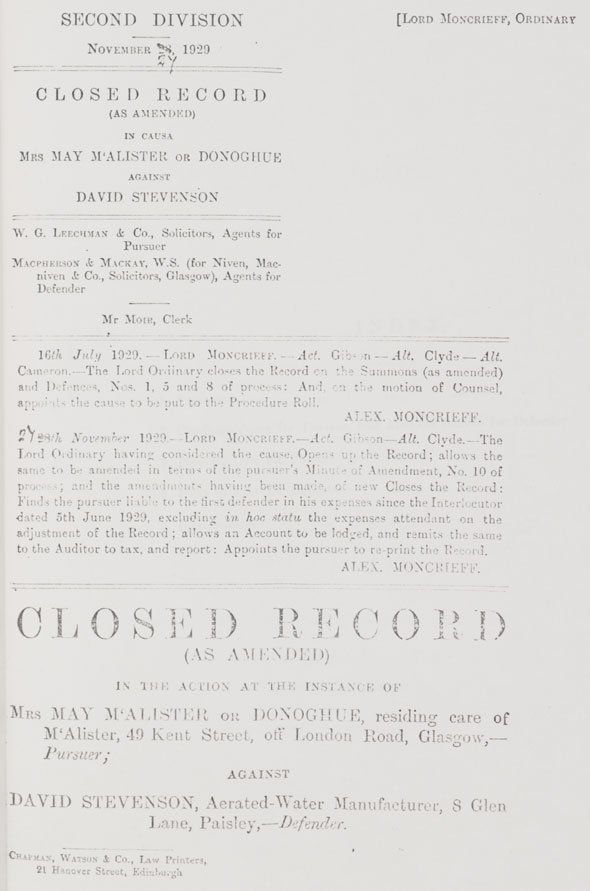 SECOND DIVISION
[LORD MONCRIEFF, ORDINARY
NOVEMBER 28, 1929
27
CLOSED RECORD
(AS AMENDED)
IN CAUSA
MRS MAY M'ALISTER OR DONOGHUE
AGAINST
DAVID STEVENSON
W. G. LEECHMAN & Co., Solicitors, Agents for
Pursuer
MACPHERSON & MACKAY, W.S. (for Niven, Mac-
niven & Co., Solicitors, Glasgow), Agents for
Defender
Mr MOIR, Clerk
16th July 1929.—LORD MONCRIEFF.—Act. Gibson—Alt. Clyde—Alt.
Cameron.—The Lord Ordinary closes the Record on the Summons (as amended)
and Defences, Nos. 1, 5 and 8 of process: And, on the motion of Counsel,
appoints the cause to be put to the Procedure Roll.
ALEX. MONCRIEFF.
27 28th November 1929.—LORD MONCRIEFF.—Act. Gibson—Alt. Clyde.—The
Lord Ordinary having considered the cause, Opens up the Record; allows the
same to be amended in terms of the pursuer's Minute of Amendment, No. 10 of
process; and the amendments having been made, of new Closes the Record:
Finds the pursuer liable to the first defender in his expenses since the Interlocutor
dated 5th June 1929, excluding in hoc statu the expenses attendant on the
adjustment of the Record; allows an Account to be lodged, and remits the same
to the Auditor to tax, and report: Appoints the pursuer to re-print the Record.
ALEX. MONCRIEFF.
CLOSED RECORD
(AS AMENDED)
IN THE ACTION AT THE INSTANCE OF
MRS MAY M'ALISTER OR DONOGHUE, residing care of
M'Alister, 49 Kent Street, off London Road, Glasgow,—
Pursuer;
AGAINST
DAVID STEVENSON, Aerated-Water Manufacturer, 8 Glen
Lane, Paisley,—Defender.
CHAPMAN, WATSON & Co., Law Printers,
21 Hanover Street, Edinburgh